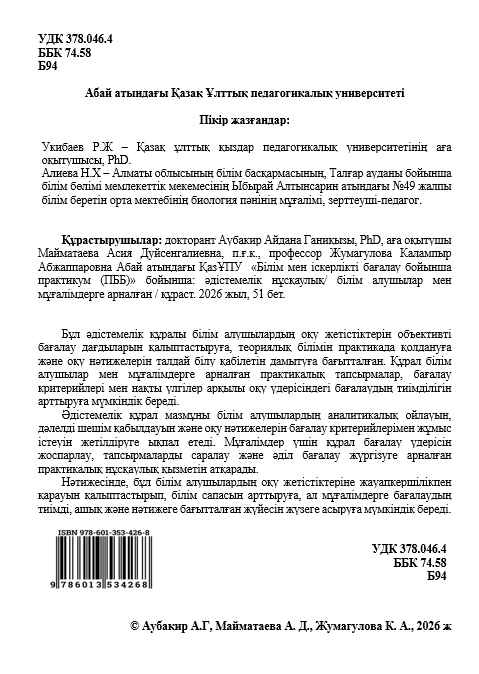 УДК 378.046.4
ББК 74.58
Б94
Абай атындағы Қазақ Ұлттық педагогикалық университеті
Пікір жазғандар:
Укибаев Р.Ж – Қазақ ұлттық қыздар педагогикалық университетінің аға
оқытушысы, PhD.
Алиева Н.Х – Алматы облысының білім басқармасының, Талғар ауданы бойынша
білім бөлімі мемлекеттік мекемесінің Ыбырай Алтынсарин атындағы №49 жалпы
білім беретін орта мектебінің биология пәнінің мұғалімі, зерттеуші-педагог.
Құрастырушылар: докторант Аубакир Айдана Ганиқызы, PhD, аға оқытушы
Майматаева Асия Дуйсенгалиевна, п.ғ.к., профессор Жумагулова Калампыр
Абжаппаровна Абай атындағы ҚазҰПУ «Білім мен іскерлікті бағалау бойынша
практикум (ПББ)» бойынша: әдістемелік нұсқаулық/ білім алушылар мен
мұғалімдерге арналған / құраст. 2026 жыл, 51 бет.
Бұл әдістемелік құралы білім алушылардың оқу жетістіктерін объективті
бағалау дағдыларын қалыптастыруға, теориялық білімін практикада қолдануға
және оқу нәтижелерін талдай білу қабілетін дамытуға бағытталған. Құрал білім
алушылар мен мұғалімдерге арналған практикалық тапсырмалар, бағалау
критерийлері мен нақты үлгілер арқылы оқу үдерісіндегі бағалаудың тиімділігін
арттыруға мүмкіндік береді.
Әдістемелік құрал мазмұны білім алушылардың аналитикалық ойлауын,
дәлелді шешім қабылдауын және оқу нәтижелерін бағалау критерийлерімен жұмыс
істеуін жетілдіруге ықпал етеді. Мұғалімдер үшін құрал бағалау үдерісін
жоспарлау, тапсырмаларды саралау және әділ бағалау жүргізуге арналған
практикалық нұсқаулық қызметін атқарады.
Нәтижесінде, бұл білім алушылардың оқу жетістіктеріне жауапкершілікпен
қарауын қалыптастырып, білім сапасын арттыруға, ал мұғалімдерге бағалаудың
тиімді, ашық және нәтижеге бағытталған жүйесін жүзеге асыруға мүмкіндік береді.
ISBN 978-601-353-426-8
9 786013 534268
УДК 378.046.4
ББК 74.58
Б94
© Аубакир А.Г, Майматаева А. Д., Жумагулова К. А., 2026 ж